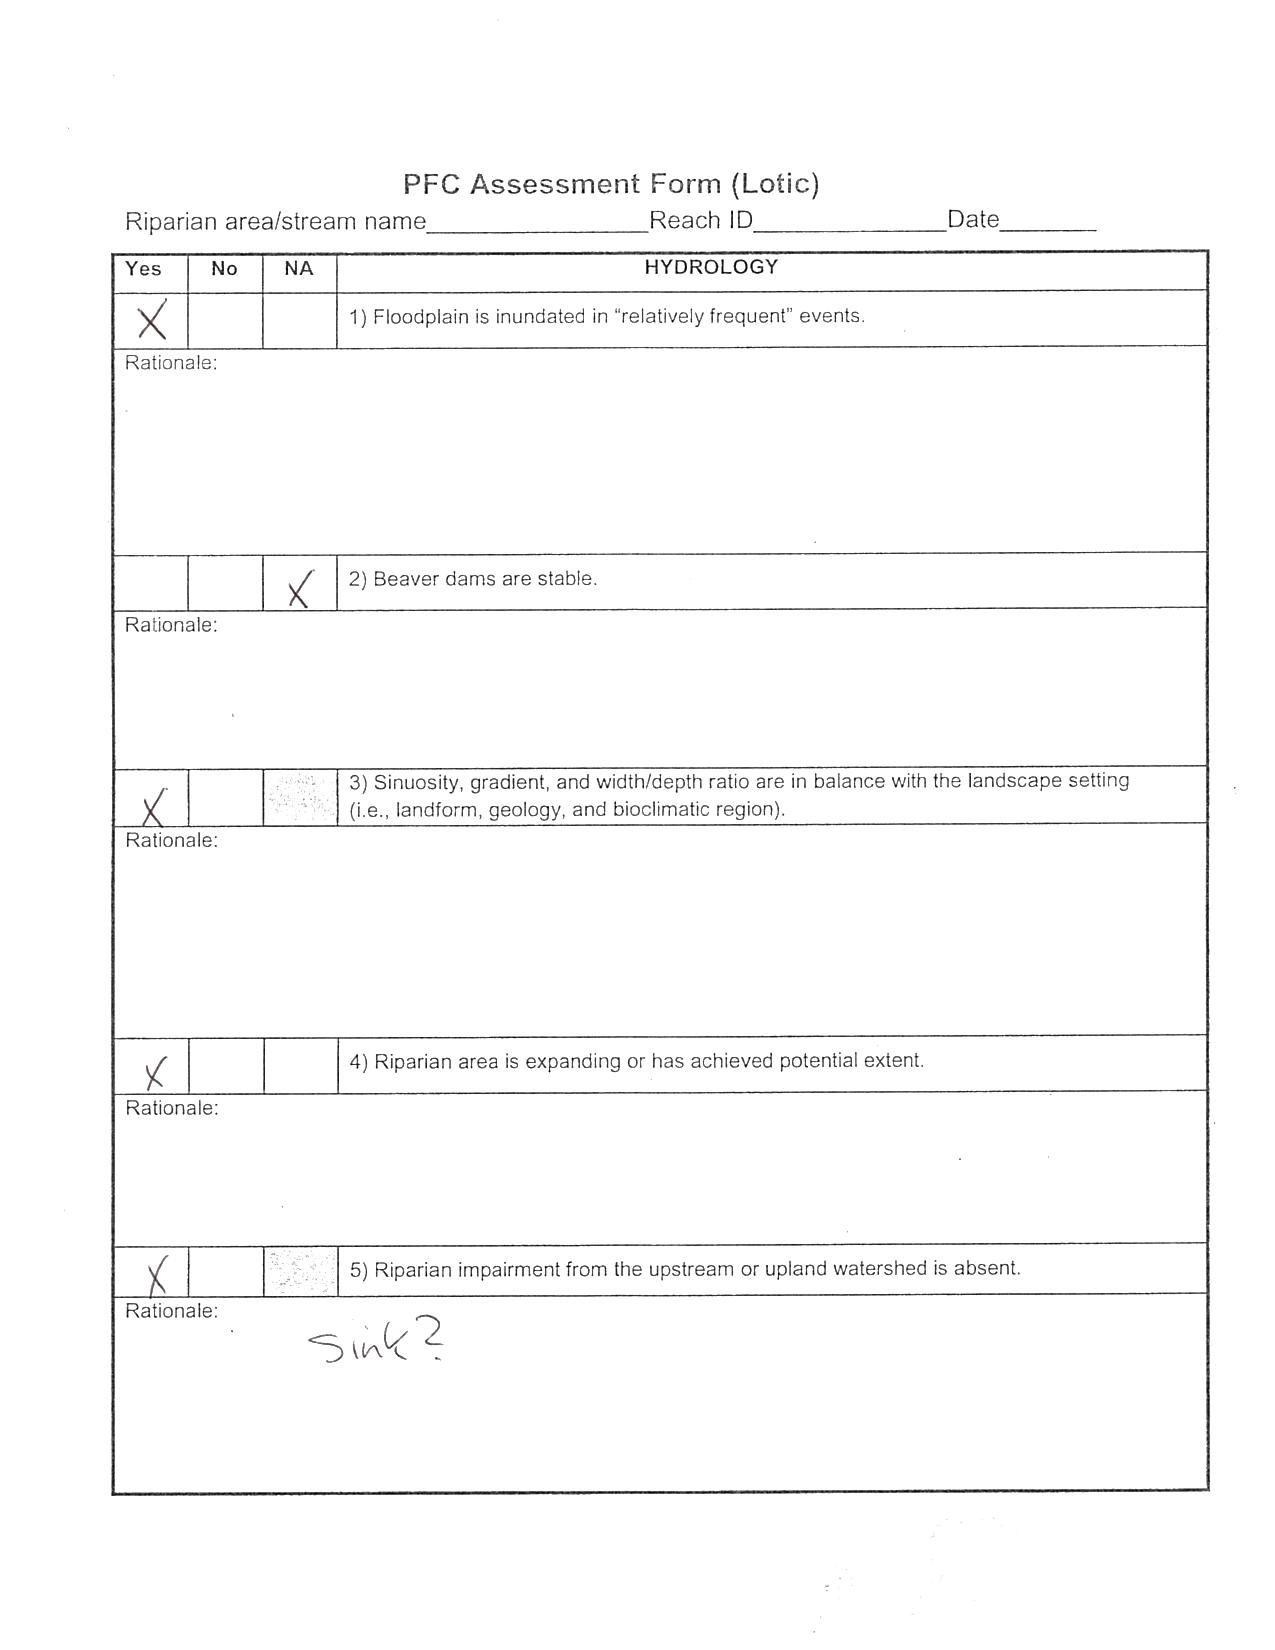 PFC Assessment Form (Lotic)
Riparian area/stream name________________Reach ID______________Date_______
Yes No NA HYDROLOGY
X 1) Floodplain is inundated in “relatively frequent” events.
Rationale:
X 2) Beaver dams are stable.
Rationale:
X 3) Sinuosity, gradient, and width/depth ratio are in balance with the landscape setting
(i.e., landform, geology, and bioclimatic region).
Rationale:
X 4) Riparian area is expanding or has achieved potential extent.
Rationale:
X 5) Riparian impairment from the upstream or upland watershed is absent.
Rationale:
Sink?